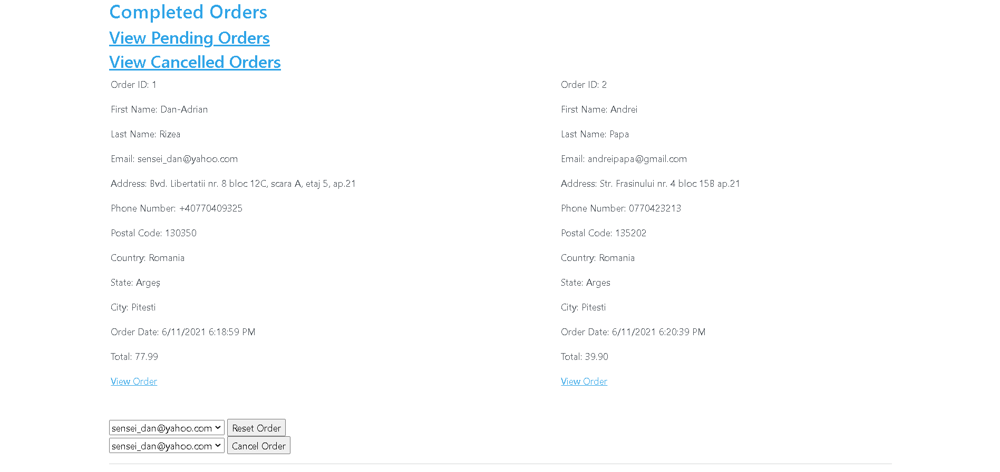 Completed Orders
View Pending Orders
View Cancelled Orders
Order ID: 1
First Name: Dan-Adrian
Last Name: Rizea
Email: sensei_dan@yahoo.com
Address: Bvd. Libertatii nr. 8 bloc 12C, scara A, etaj 5, ap.21
Phone Number: +40770409325
Postal Code: 130350
Country: Romania
State: Argeș
City: Pitesti
Order Date: 6/11/2021 6:18:59 PM
Total: 77.99
View Order
Order ID: 2
First Name: Andrei
Last Name: Papa
Email: andreipapa@gmail.com
Address: Str. Frasinului nr. 4 bloc 15B ap.21
Phone Number: 0770423213
Postal Code: 135202
Country: Romania
State: Arges
City: Pitesti
Order Date: 6/11/2021 6:20:39 PM
Total: 39.90
View Order
sensei_dan@yahoo.com Reset Order
sensei_dan@yahoo.com Cancel Order